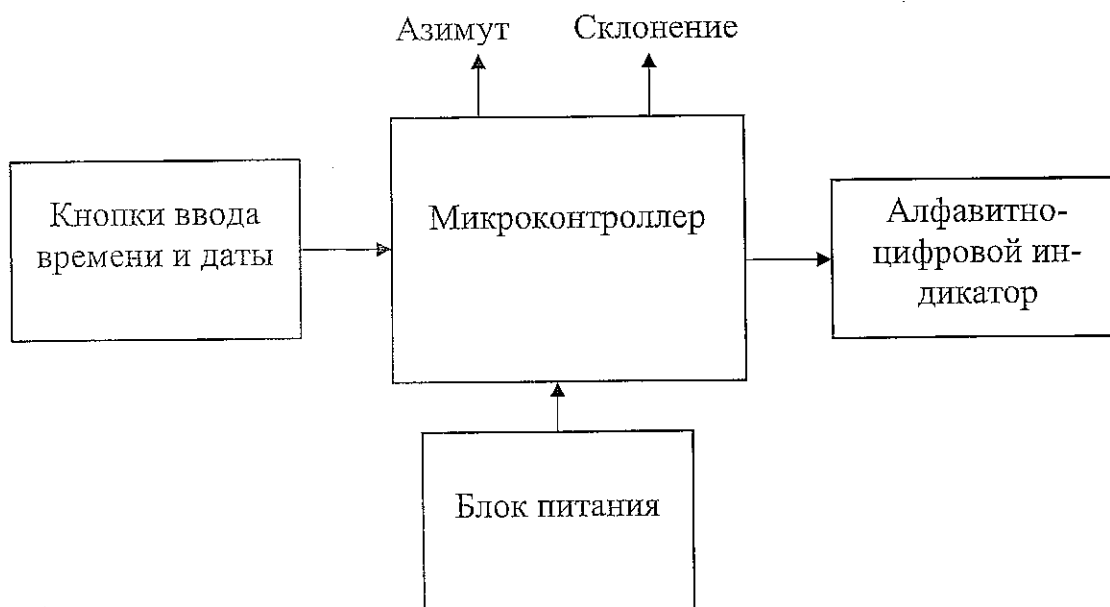 Азимут
Склонение
Кнопки ввода
времени и даты
Микроконтроллер
Алфавитно-
цифровой ин-
дикатор
Блок питания